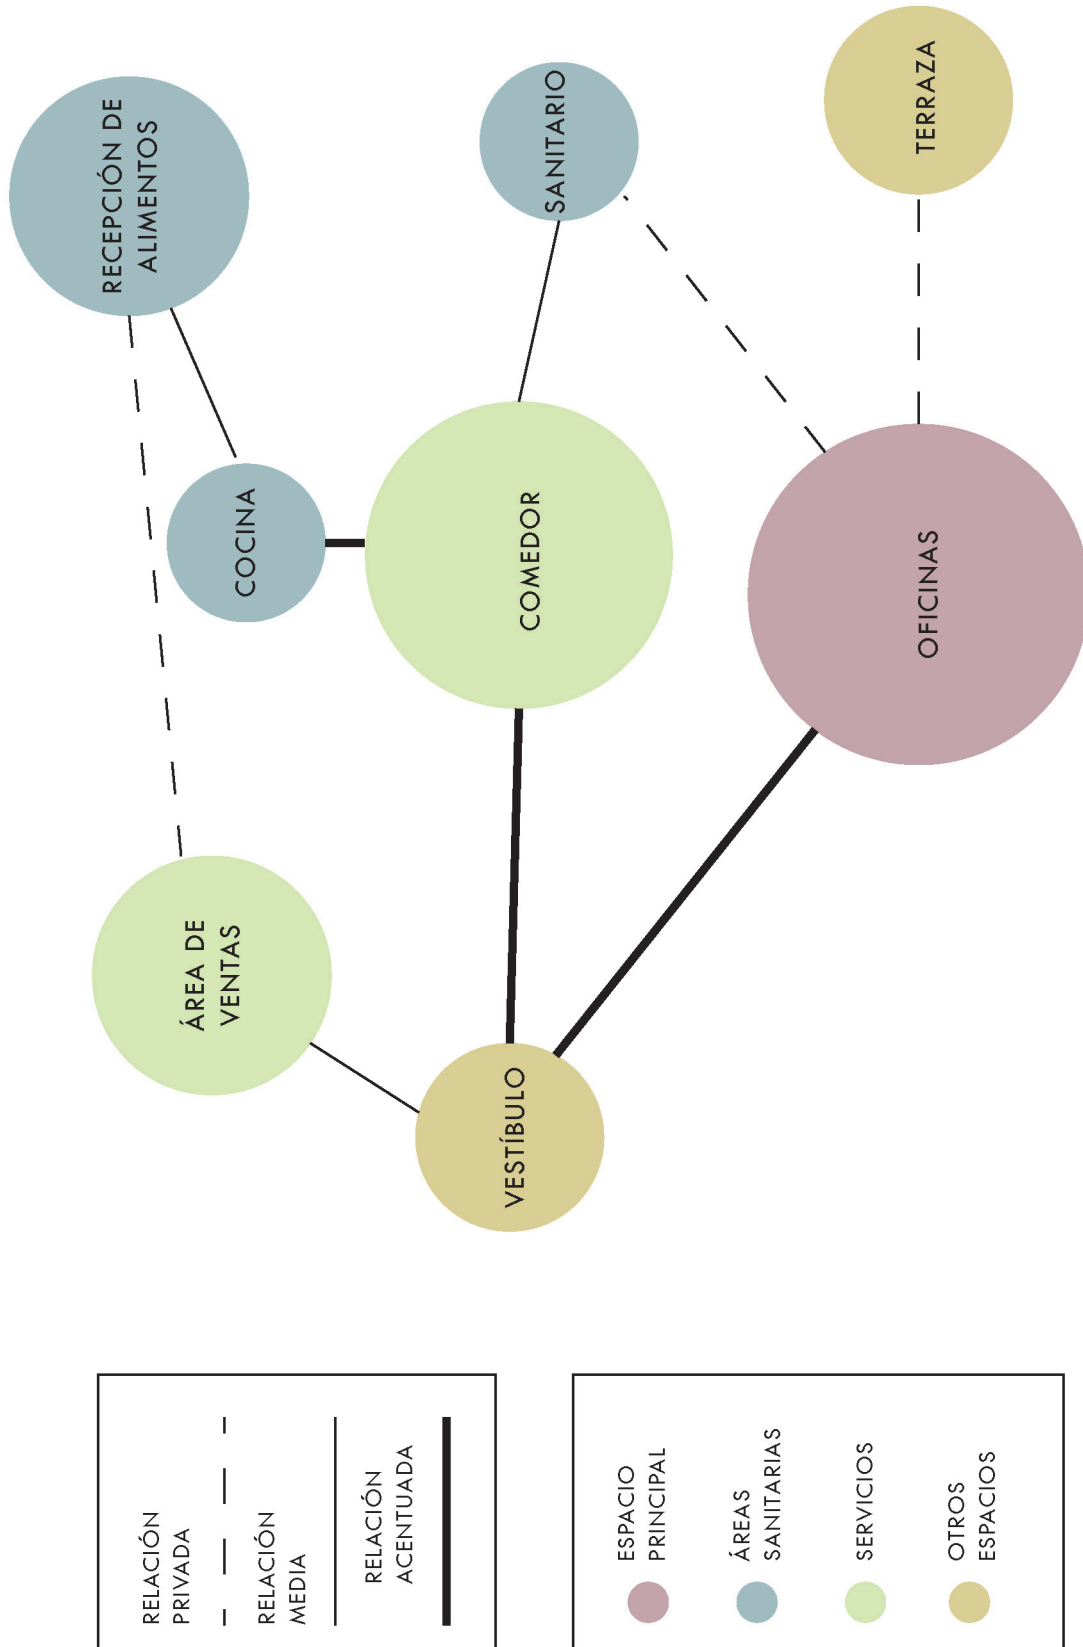 RECEPCIÓN DE
ALIMENTOS
SANITARIO
TERRAZA
COCINA
COMEDOR
OFICINAS
ÁREA DE
VENTAS
VESTÍBULO
RELACIÓN
PRIVADA
RELACIÓN
MEDIA
RELACIÓN
ACENTUADA
ESPACIO
PRINCIPAL
ÁREAS
SANITARIAS
SERVICIOS
OTROS
ESPACIOS